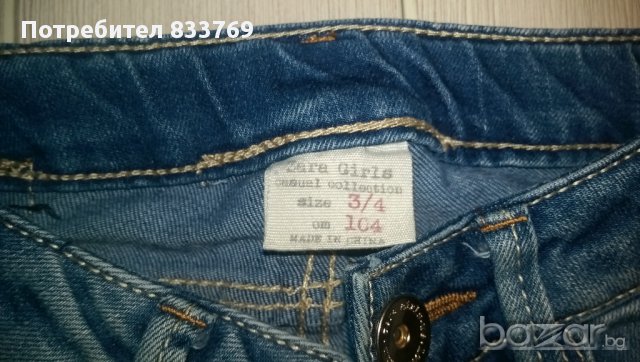 Потребител 833769
Zara Girls
casual collection
size 3/4
cm 104
MADE IN CHINA
bazar.bg